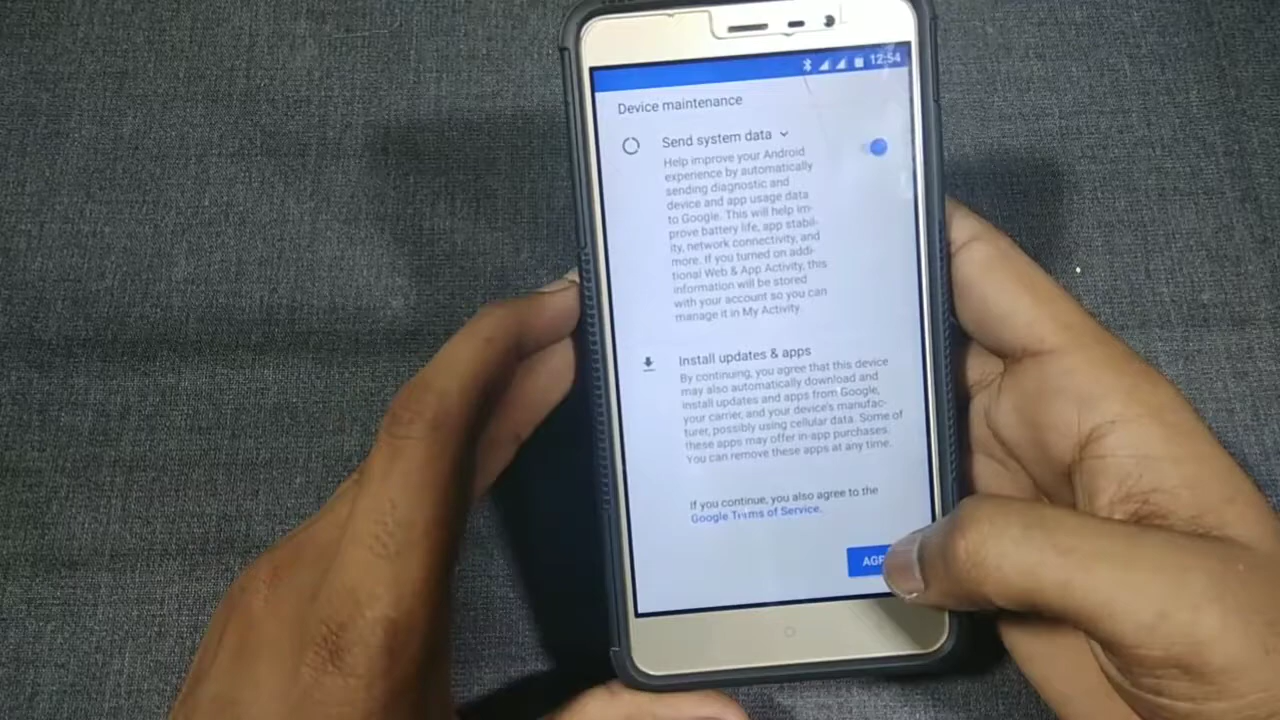 12:54
Device maintenance
Send system data
Help improve your Android
experience by automatically
sending diagnostic and
device and app usage data
to Google. This will help im-
prove battery life, app stabil-
ity, network connectivity, and
more. If you turned on addi-
tional Web & App Activity, this
information will be stored
with your account so you can
manage it in My Activity.
Install updates & apps
By continuing, you agree that this device
may also automatically download and
install updates and apps from Google,
your carrier, and your device's manufac-
turer, possibly using cellular data. Some of
these apps may offer in-app purchases.
You can remove these apps at any time.
If you continue, you also agree to the
Google Terms of Service.